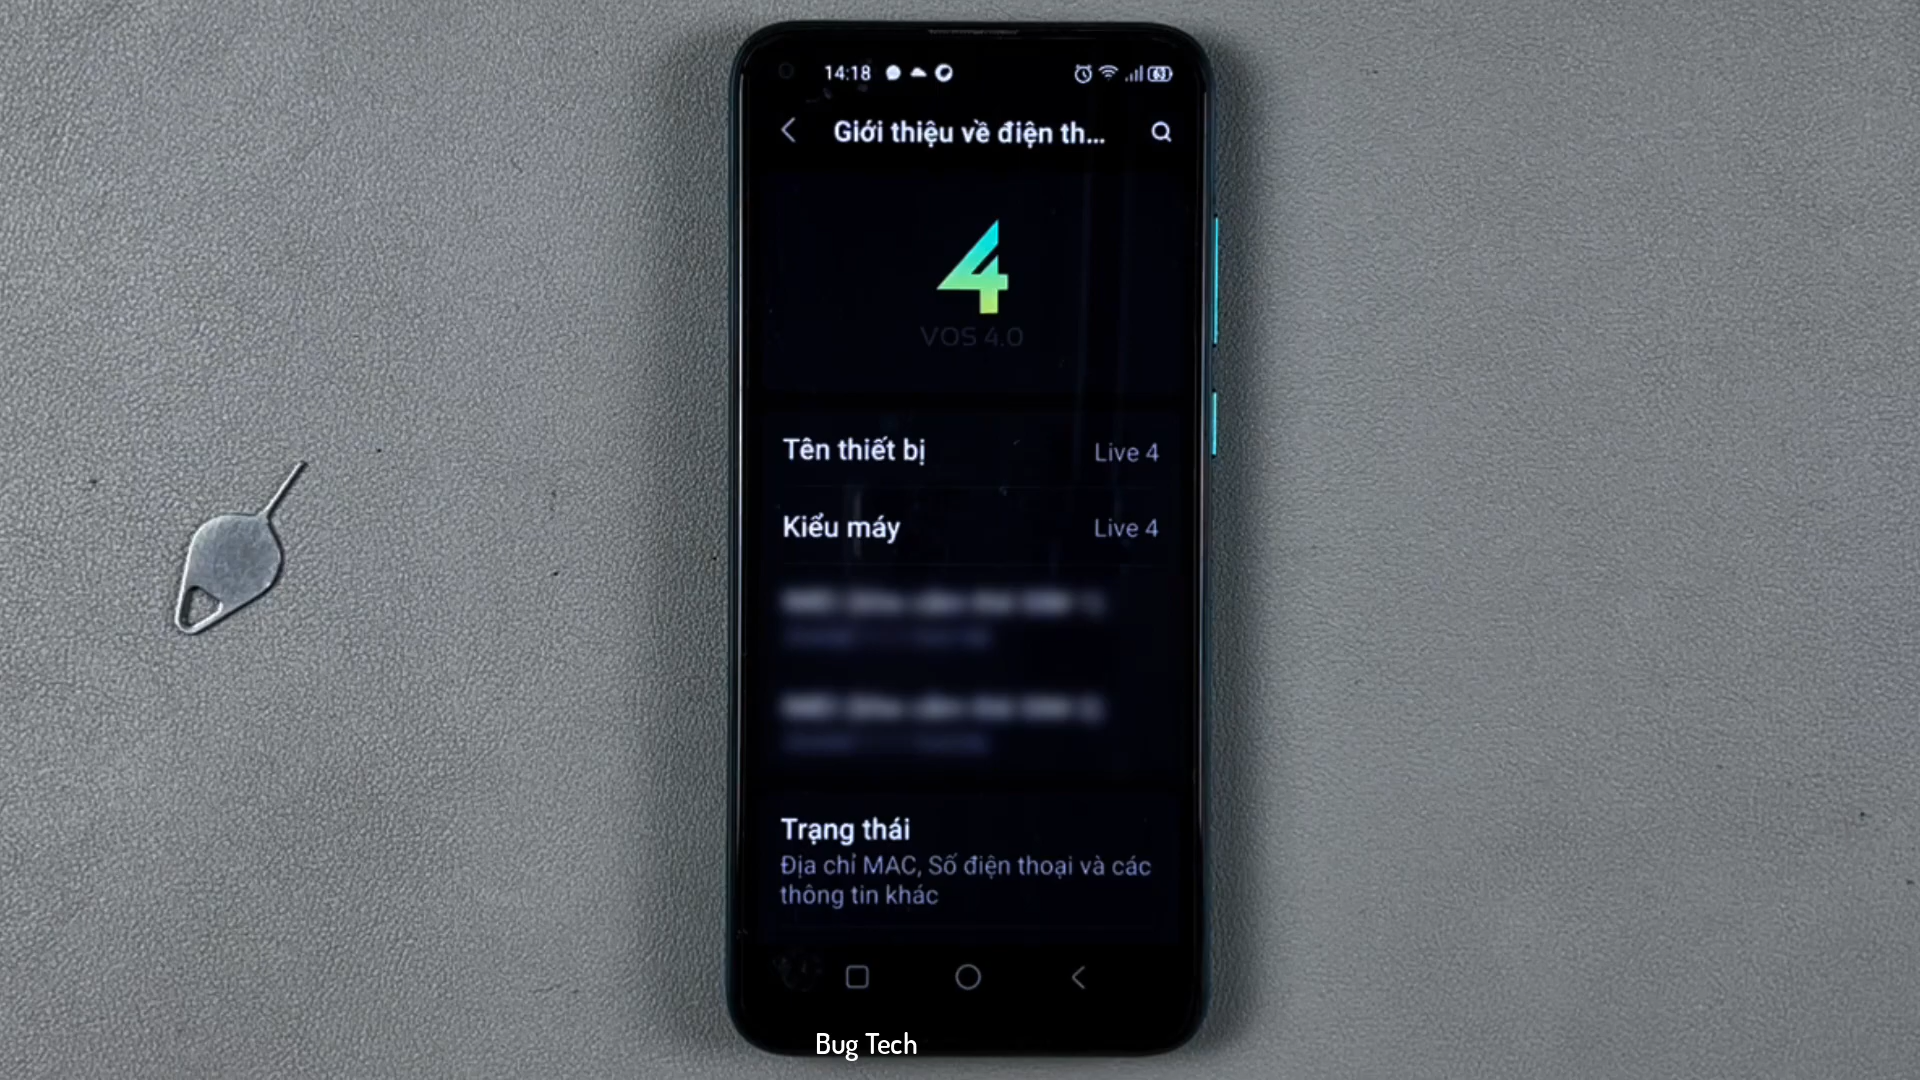 14:18
63
Giới thiệu về điện th...
4
VOS 4.0
Tên thiết bị
Live 4
Kiểu máy
Live 4
Trạng thái
Địa chỉ MAC, Số điện thoại và các
thông tin khác
Bug Tech